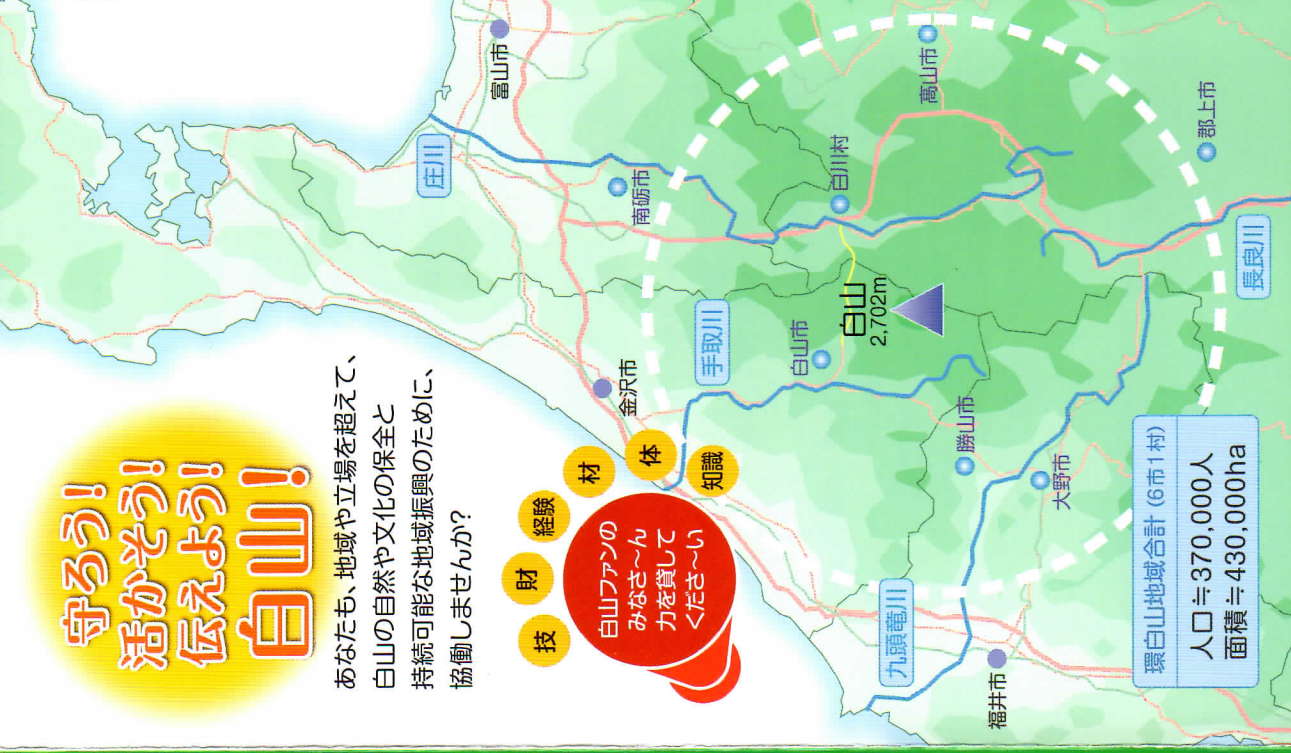 守ろう!
活かそう!
伝えよう!
白山!
あなたも、地域や立場を超えて、
白山の自然や文化の保全と
持続可能な地域振興のために、
協働しませんか?
技
財
経験
材
体
知識
白山ファンの
みなさ〜ん
力を貸して
くださ〜い
富山市
庄川
南砺市
高山市
白川村
郡上市
長良川
金沢市
手取川
白山市
白山
2,702m
勝山市
大野市
九頭竜川
福井市
環白山地域合計(6市1村)
人口≒370,000人
面積≒430,000ha